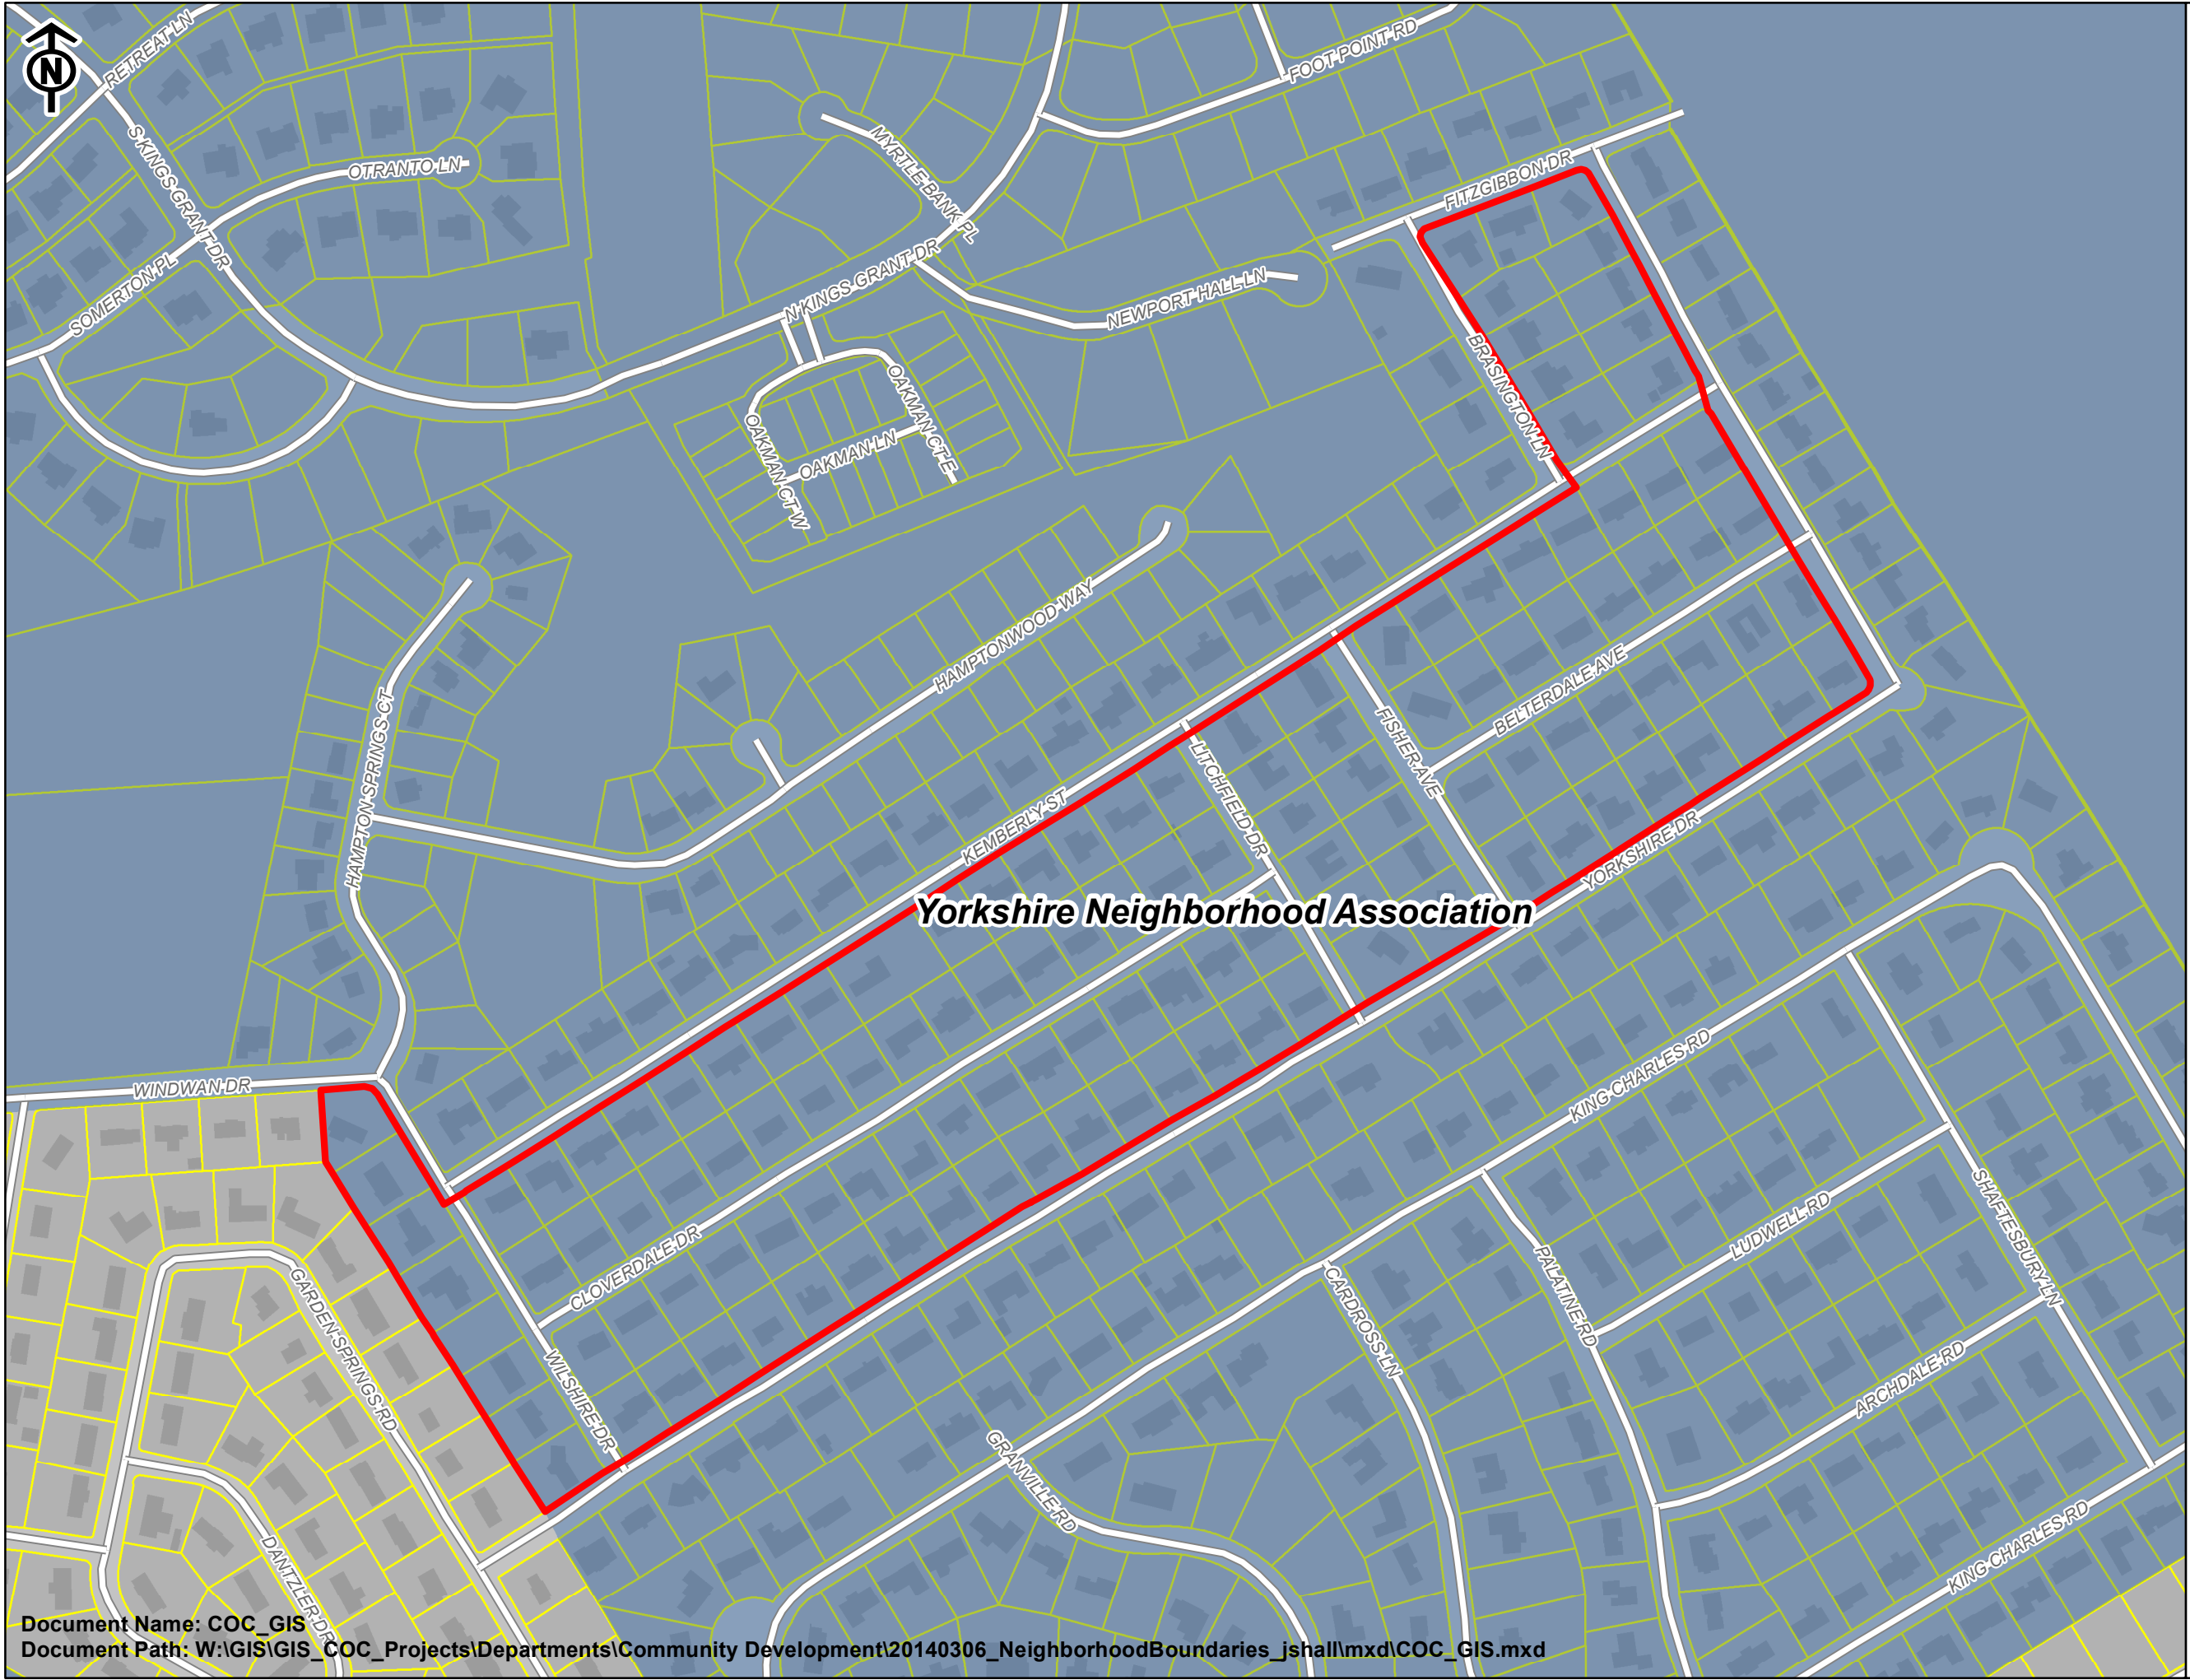 N
RETREAT LN
S KINGS GRANT DR
OTRANTO LN
SOMERTON PL
MYRTLE BANK PL
FOOT POINT RD
FITZGIBBON DR
N KINGS GRANT DR
NEWPORT HALL LN
BRASINGTON LN
OAKMAN CT E
OAKMAN LN
OAKMAN CT W
HAMPTONWOOD WAY
HAMPTON SPRINGS CT
BELTERDALE AVE
FISHER AVE
LITCHFIELD DR
KEMBERLY ST
YORKSHIRE DR
Yorkshire Neighborhood Association
WINDWAN DR
KING CHARLES RD
LUDWELL RD
SHAFTESBURY LN
PALATINE RD
CARDROSS LN
CLOVERDALE DR
GARDEN SPRINGS RD
WILSHIRE DR
ARCHDALE RD
GRANVILLE RD
DANTZLER DR
KING CHARLES RD
Document Name: COC_GIS
Document Path: W:\GIS\GIS_COC_Projects\Departments\Community Development\20140306_NeighborhoodBoundaries_jshall\mxd\COC_GIS.mxd